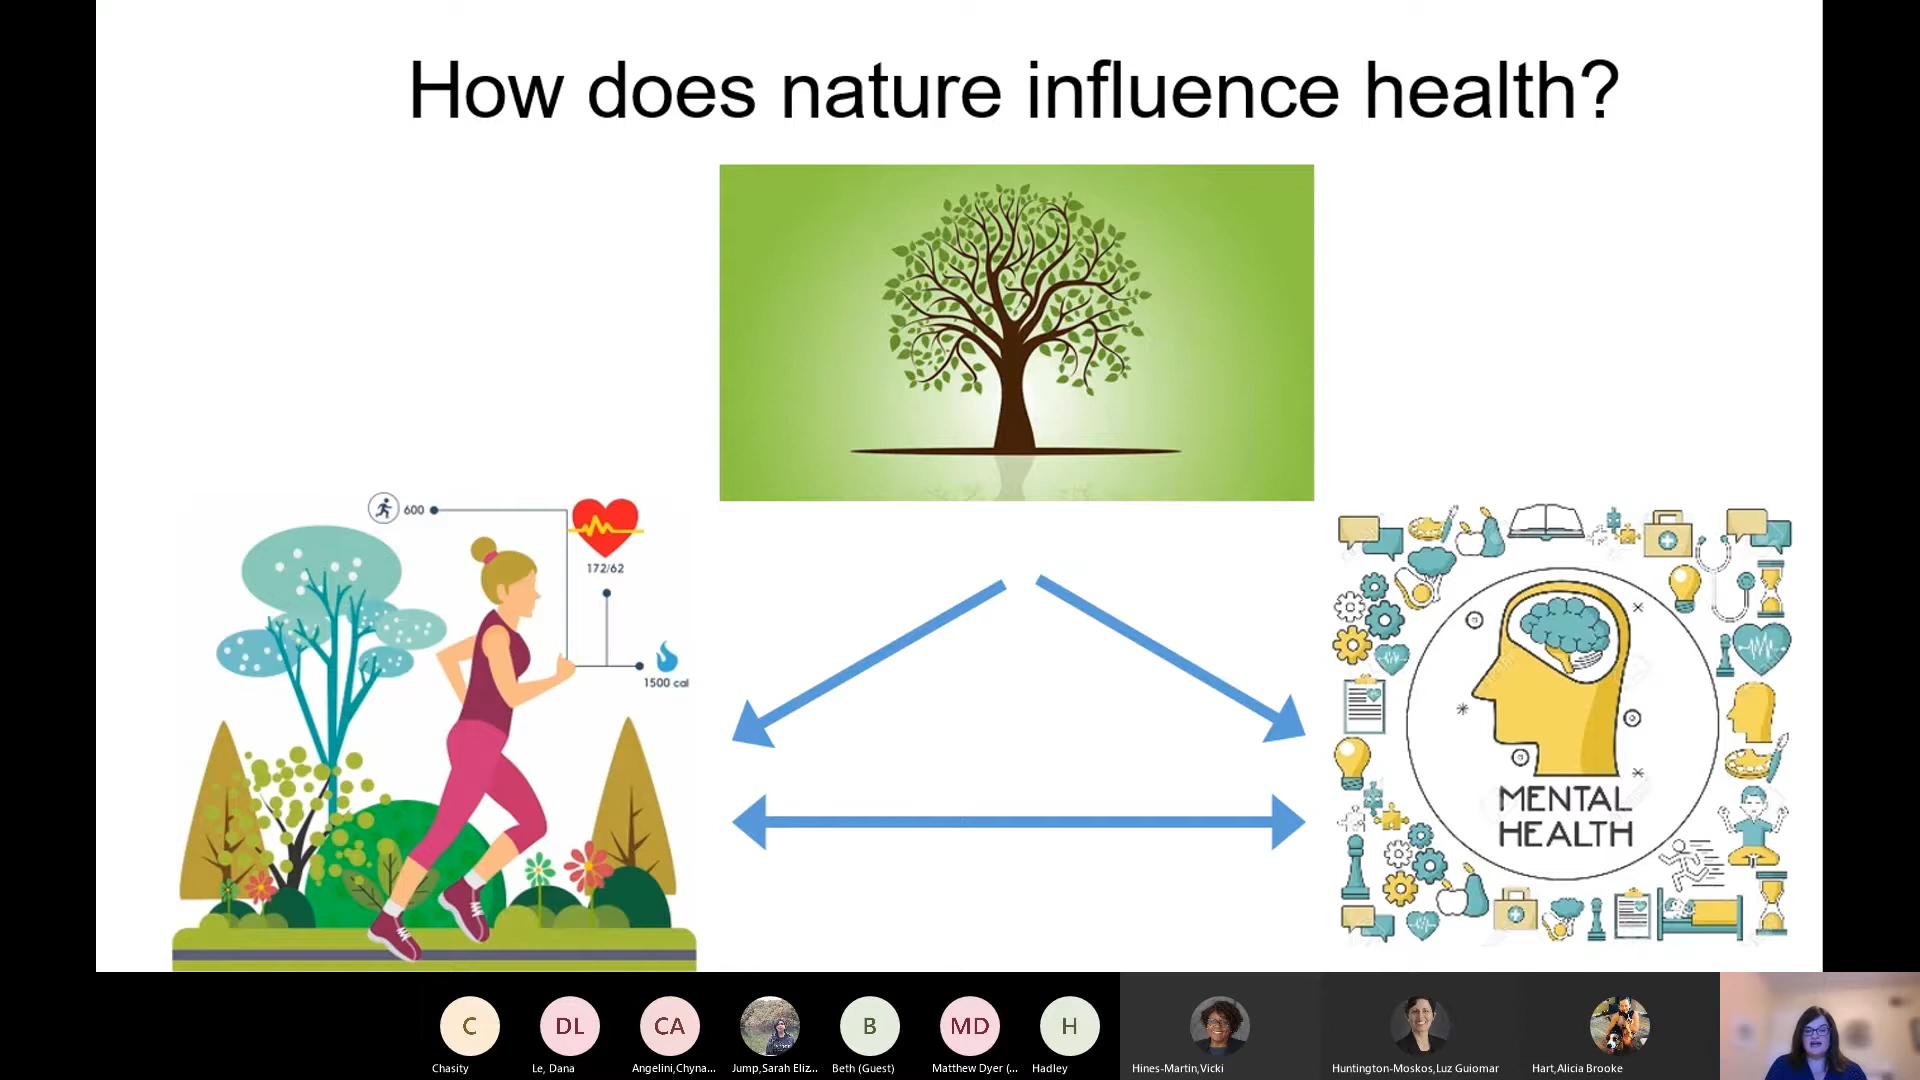 How does nature influence health?
600
172/62
1500 cal
MENTAL
HEALTH
C
DL
CA
B
MD
H
Chasity
Le, Dana
Angelini,Chyna...
Jump,Sarah Eliz...
Beth (Guest)
Matthew Dyer (...
Hadley
Hines-Martin,Vicki
Huntington-Moskos,Luz Guiomar
Hart,Alicia Brooke